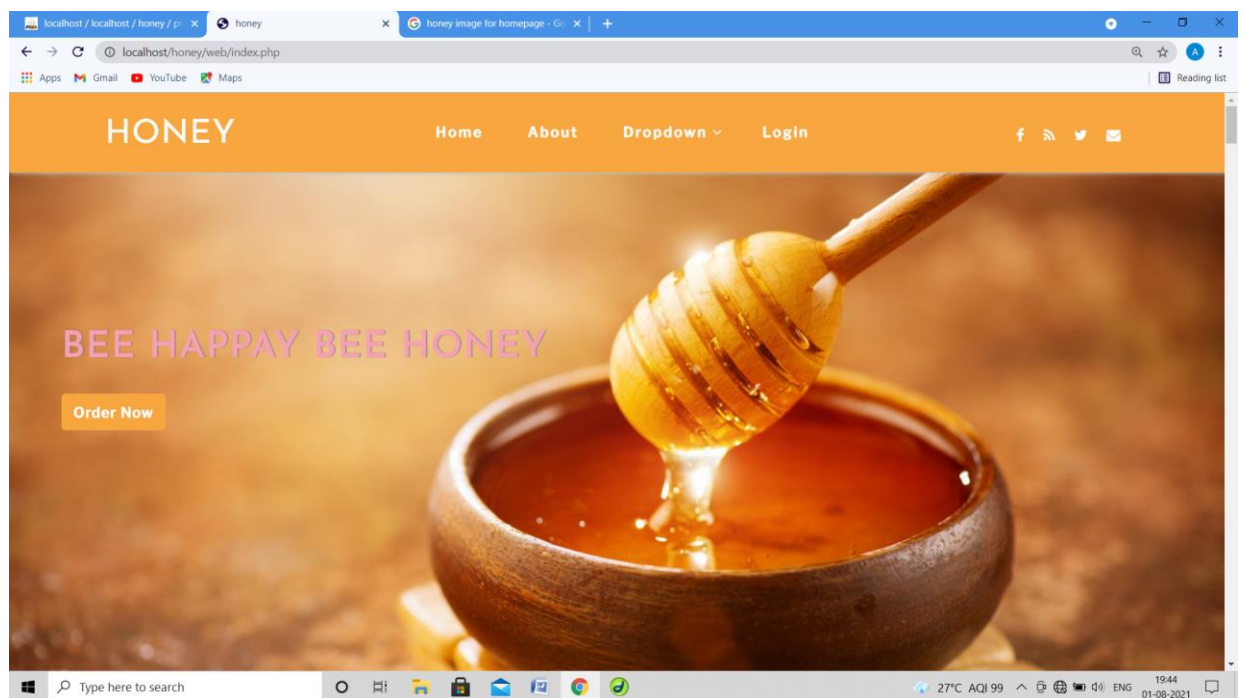 localhost / localhost / honey / p
honey
honey image for homepage - Go
localhost/honey/web/index.php
A
Apps
Gmail
YouTube
Maps
Reading list
HONEY
Home
About
Dropdown
Login
BEE HAPPAY BEE HONEY
Order Now
Type here to search
27°C AQI 99
ENG
19:44
01-08-2021